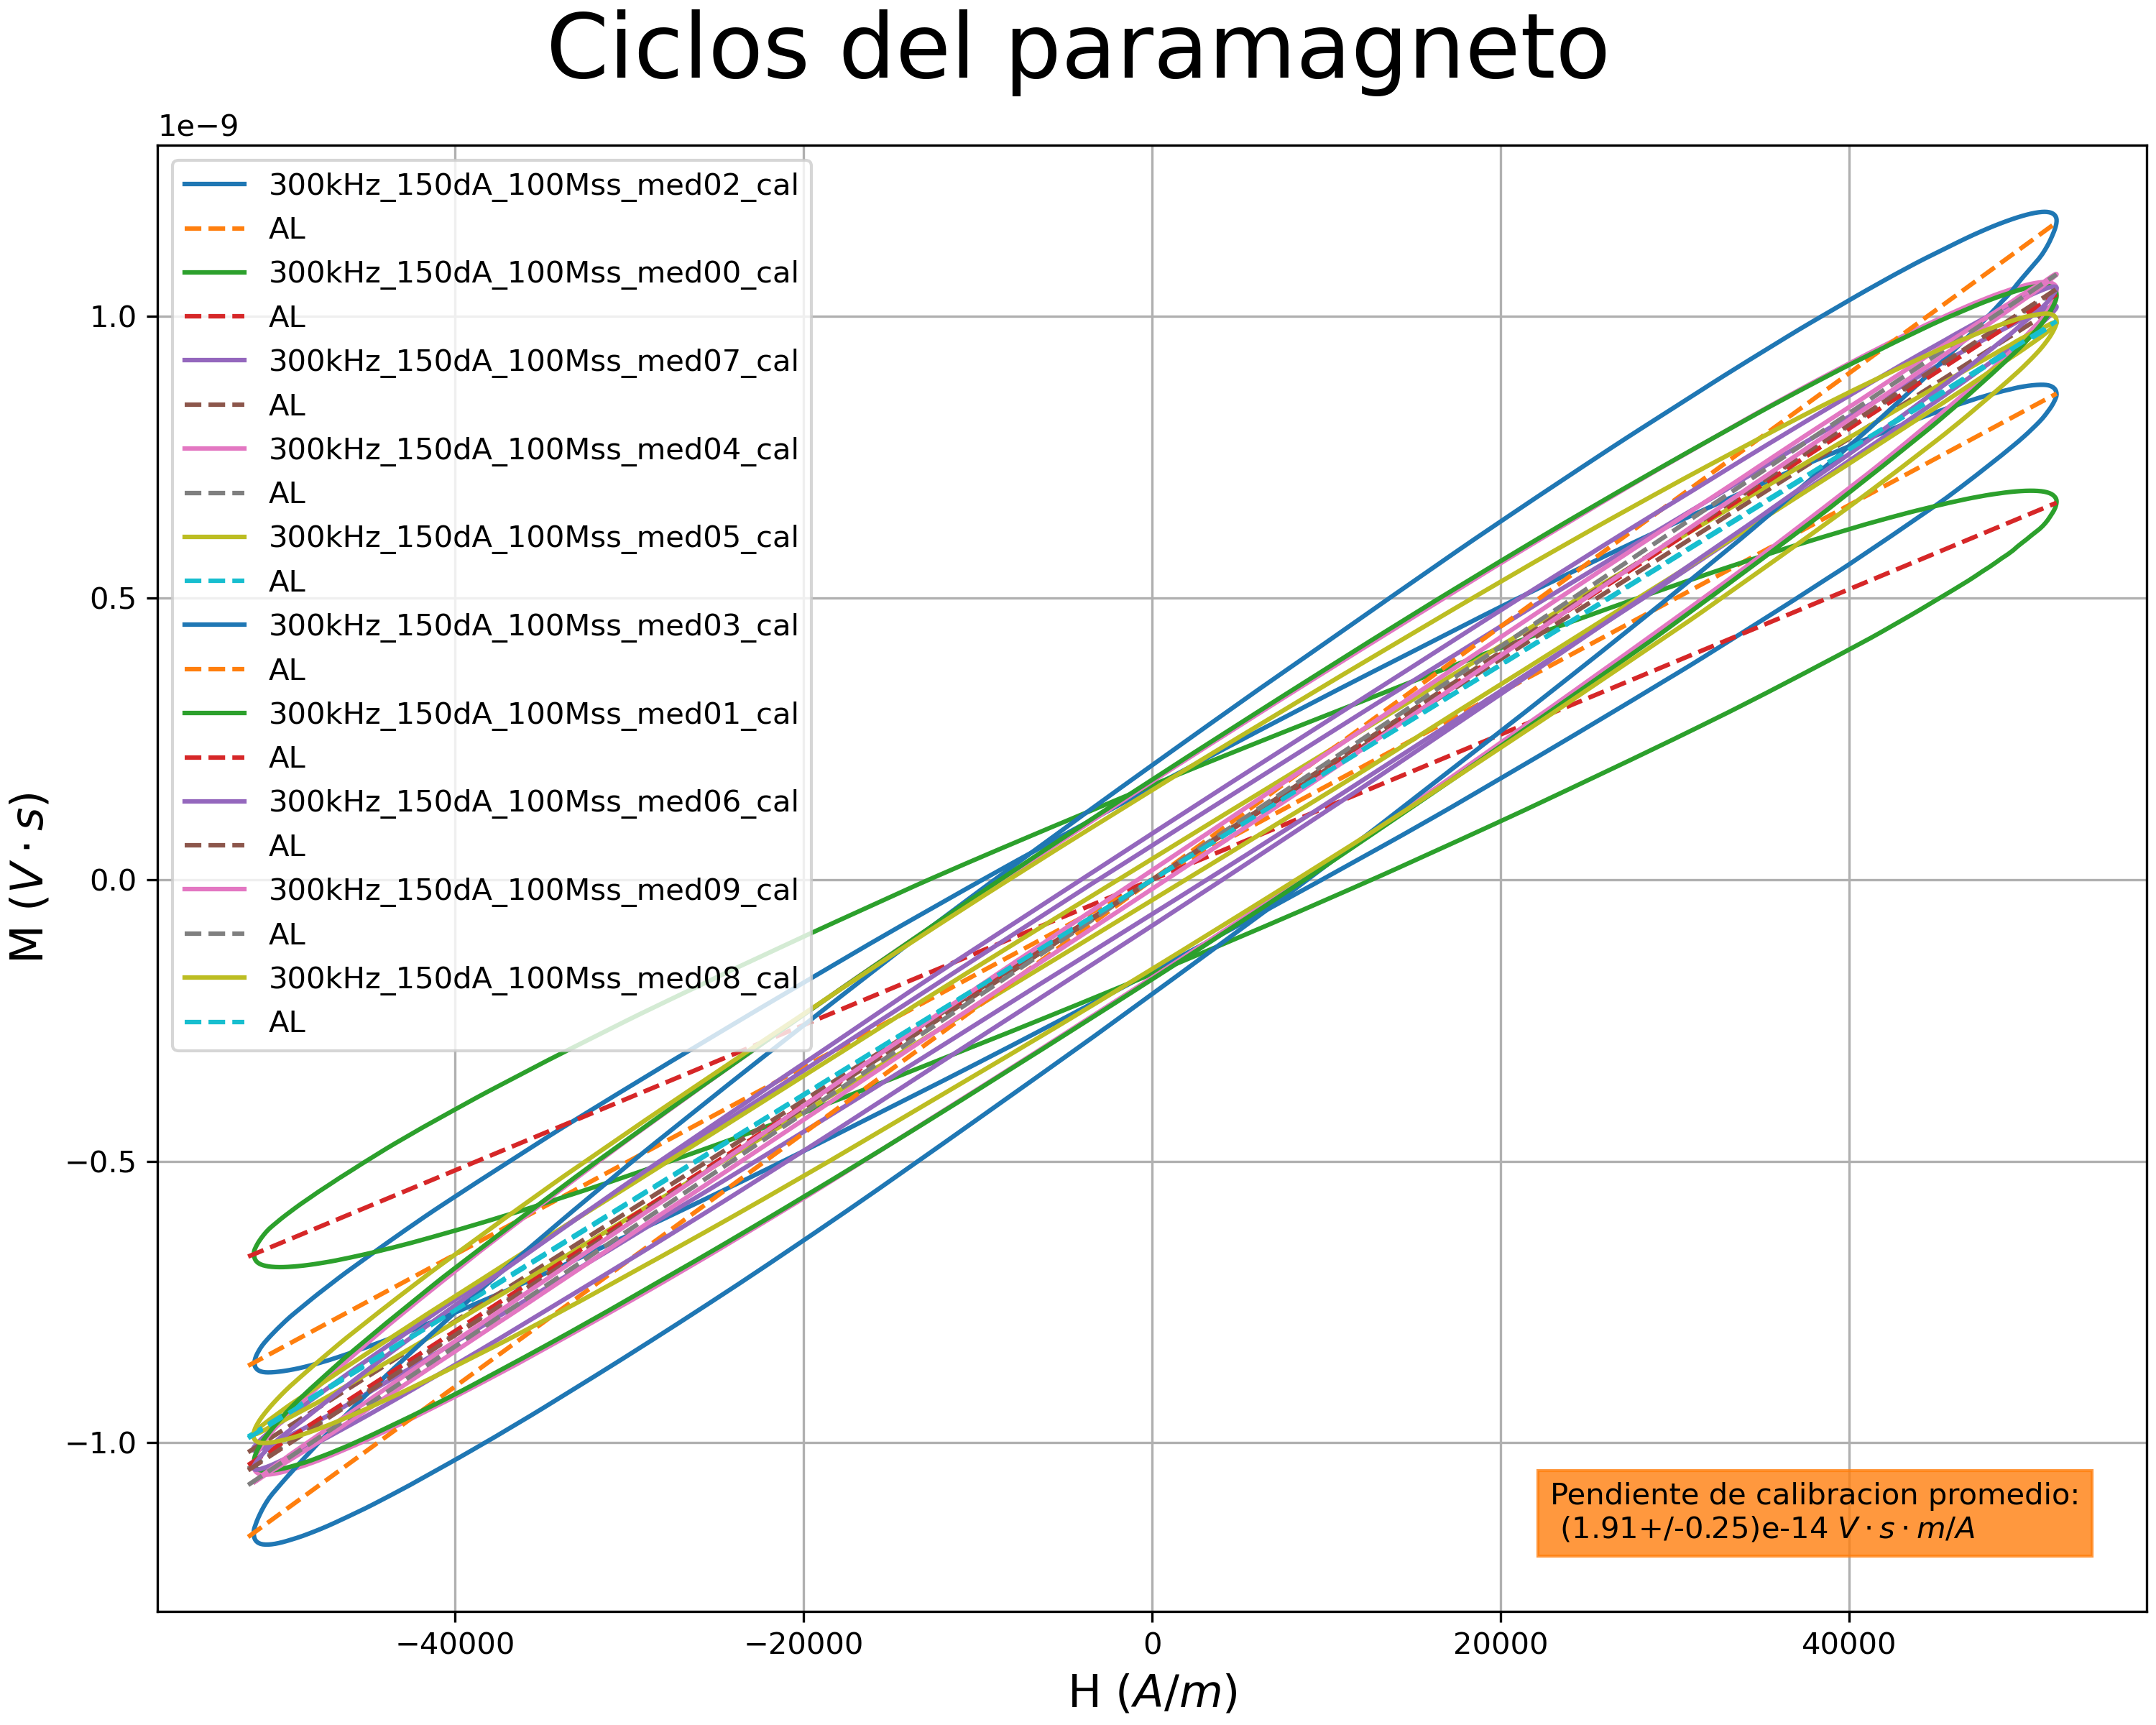 Ciclos del paramagneto
1e−9
300kHz_150dA_100Mss_med02_cal
AL
300kHz_150dA_100Mss_med00_cal
AL
300kHz_150dA_100Mss_med07_cal
AL
300kHz_150dA_100Mss_med04_cal
AL
300kHz_150dA_100Mss_med05_cal
AL
300kHz_150dA_100Mss_med03_cal
AL
300kHz_150dA_100Mss_med01_cal
AL
300kHz_150dA_100Mss_med06_cal
AL
300kHz_150dA_100Mss_med09_cal
AL
300kHz_150dA_100Mss_med08_cal
AL
1.0
0.5
0.0
−0.5
−1.0
M (V · s)
Pendiente de calibracion promedio:
(1.91+/-0.25)e-14 V · s · m/A
−40000
−20000
0
20000
40000
H (A/m)